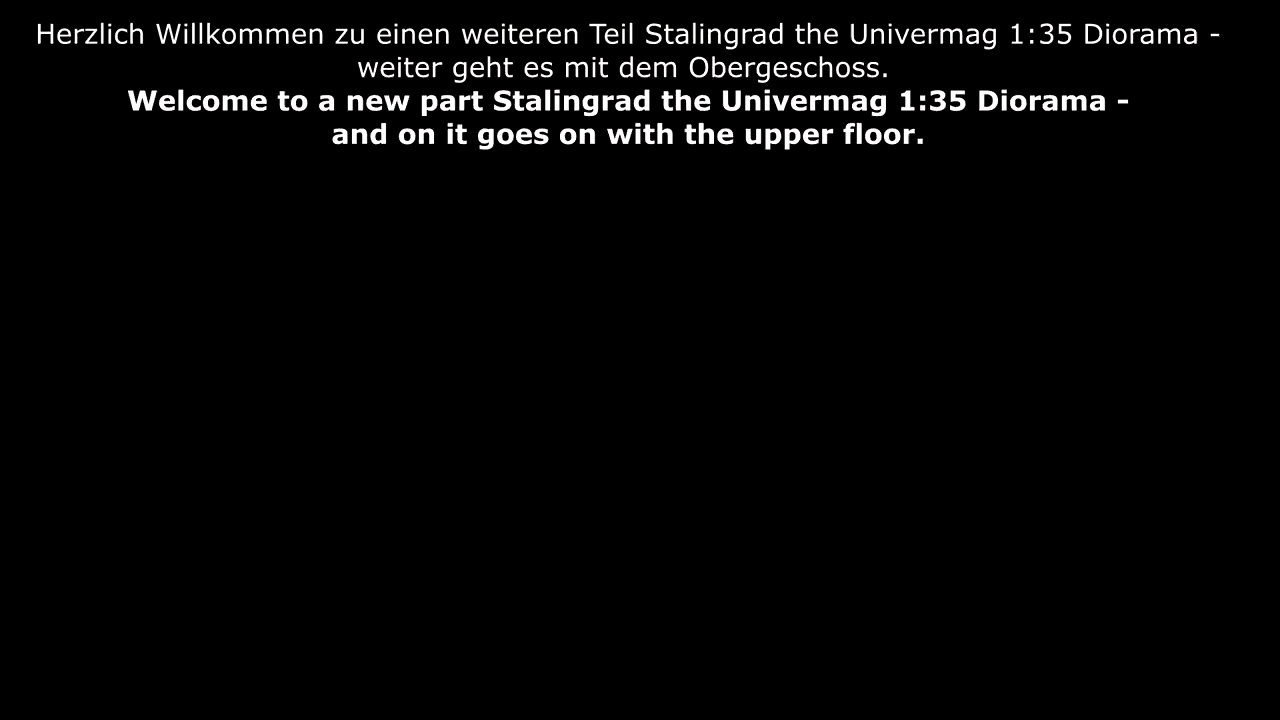 Herzlich Willkommen zu einen weiteren Teil Stalingrad the Univermag 1:35 Diorama -
weiter geht es mit dem Obergeschoss.
Welcome to a new part Stalingrad the Univermag 1:35 Diorama -
and on it goes on with the upper floor.